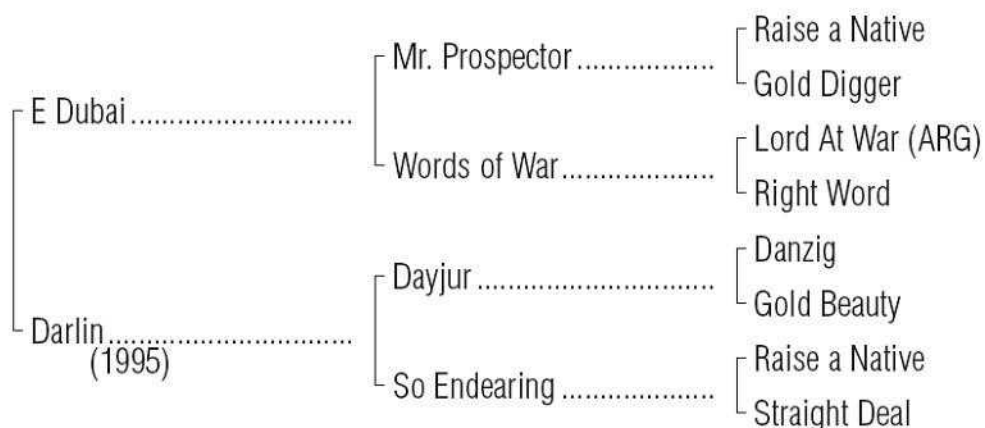 Raise a Native
Mr. Prospector ..................
Gold Digger
E Dubai .............................
Lord At War (ARG)
Words of War....................
Right Word
Danzig
Dayjur ...............................
Gold Beauty
Darlin................................
(1995)
Raise a Native
So Endearing ....................
Straight Deal